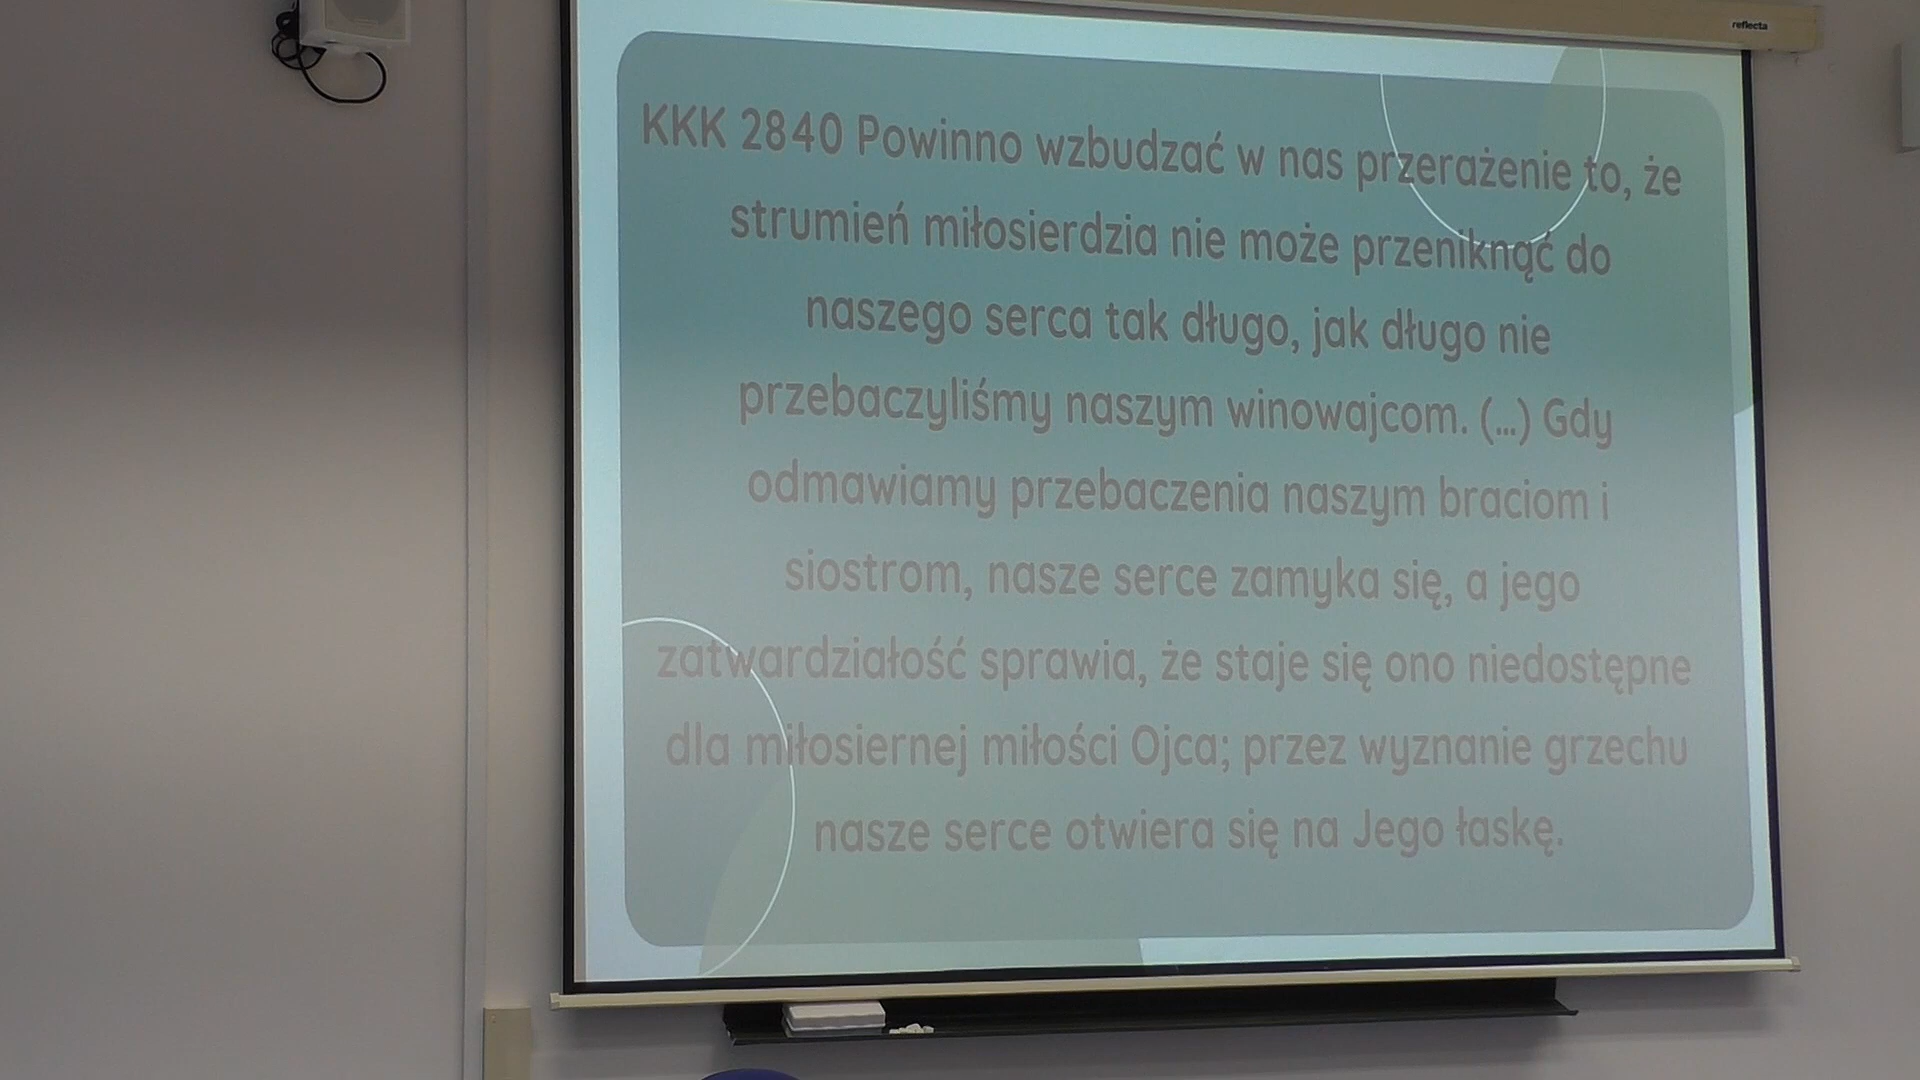 reflecta
KKK 2840 Powinno wzbudzać w nas przerażenie to, że
strumień miłosierdzia nie może przeniknąć do
naszego serca tak długo, jak długo nie
przebaczyliśmy naszym winowajcom. (...) Gdy
odmawiamy przebaczenia naszym braciom i
siostrom, nasze serce zamyka się, a jego
zatwardziałość sprawia, że staje się ono niedostępne
dla miłosiernej miłości Ojca; przez wyznanie grzechu
nasze serce otwiera się na Jego łaskę.